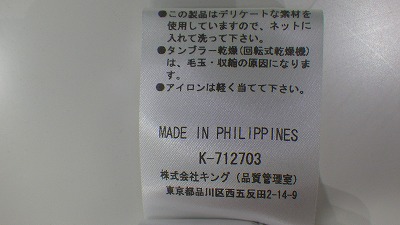 ●この製品はデリケートな素材を
使用していますので、ネットに
入れて洗って下さい。
●タンブラー乾燥(回転式乾燥機)
は、毛玉・収縮の原因になりま
す。
●アイロンは軽く当てて下さい。
MADE IN PHILIPPINES
K-712703
株式会社キング (品質管理室)
東京都品川区西五反田2-14-9